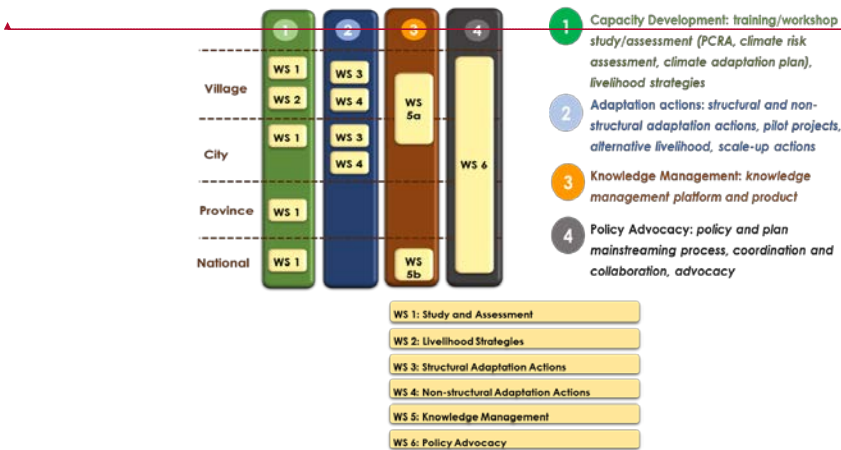 1
2
3
4
Village
City
Province
National
WS 1
WS 2
WS 1
WS 1
WS 1
WS 3
WS 4
WS 3
WS 4
WS
5a
WS
5b
WS 6
1
Capacity Development: training/workshop
study/assessment (PCRA, climate risk
assessment, climate adaptation plan),
livelihood strategies
2
Adaptation actions: structural and non-
structural adaptation actions, pilot projects,
alternative livelihood, scale-up actions
3
Knowledge Management: knowledge
management platform and product
4
Policy Advocacy: policy and plan
mainstreaming process, coordination and
collaboration, advocacy
WS 1: Study and Assessment
WS 2: Livelihood Strategies
WS 3: Structural Adaptation Actions
WS 4: Non-structural Adaptation Actions
WS 5: Knowledge Management
WS 6: Policy Advocacy